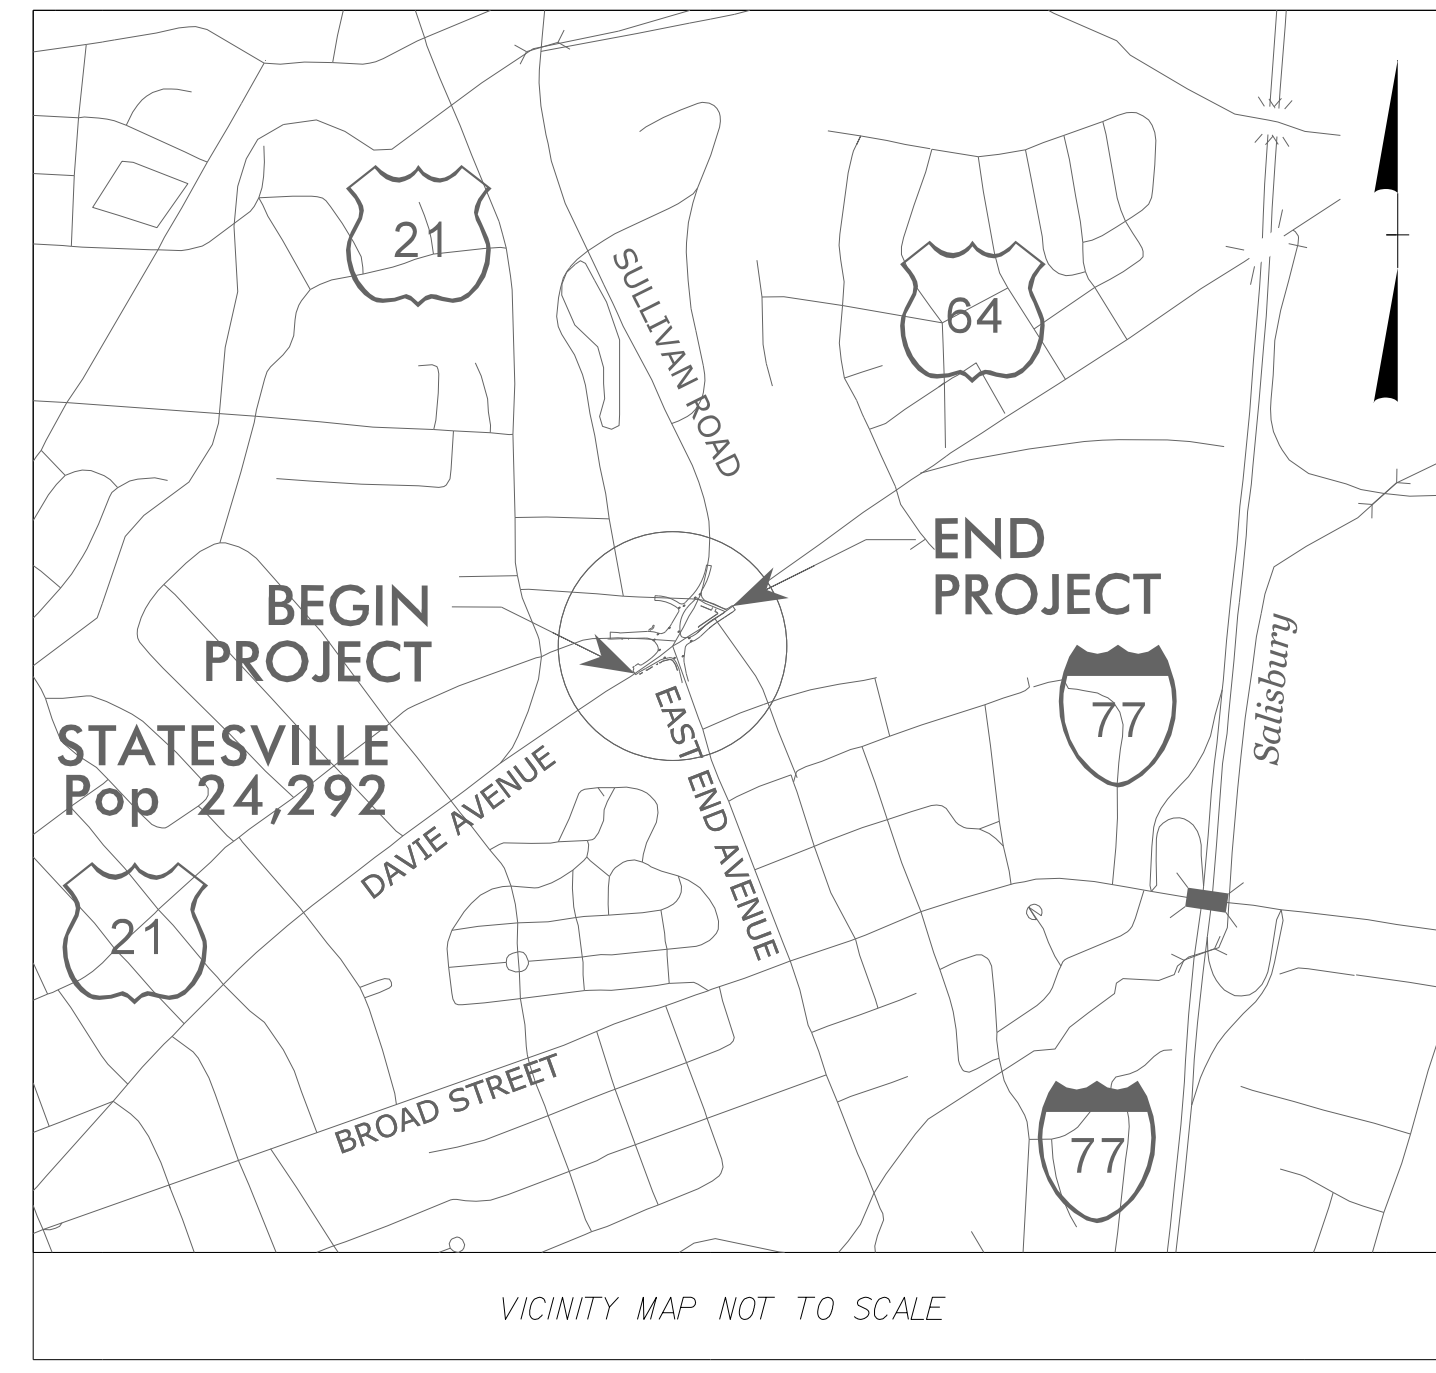 21
64
SULLIVAN ROAD
END
PROJECT
BEGIN
PROJECT
Salisbury
77
STATESVILLE
Pop 24,292
EAST END AVENUE
DAVIE AVENUE
21
BROAD STREET
77
VICINITY MAP NOT TO SCALE